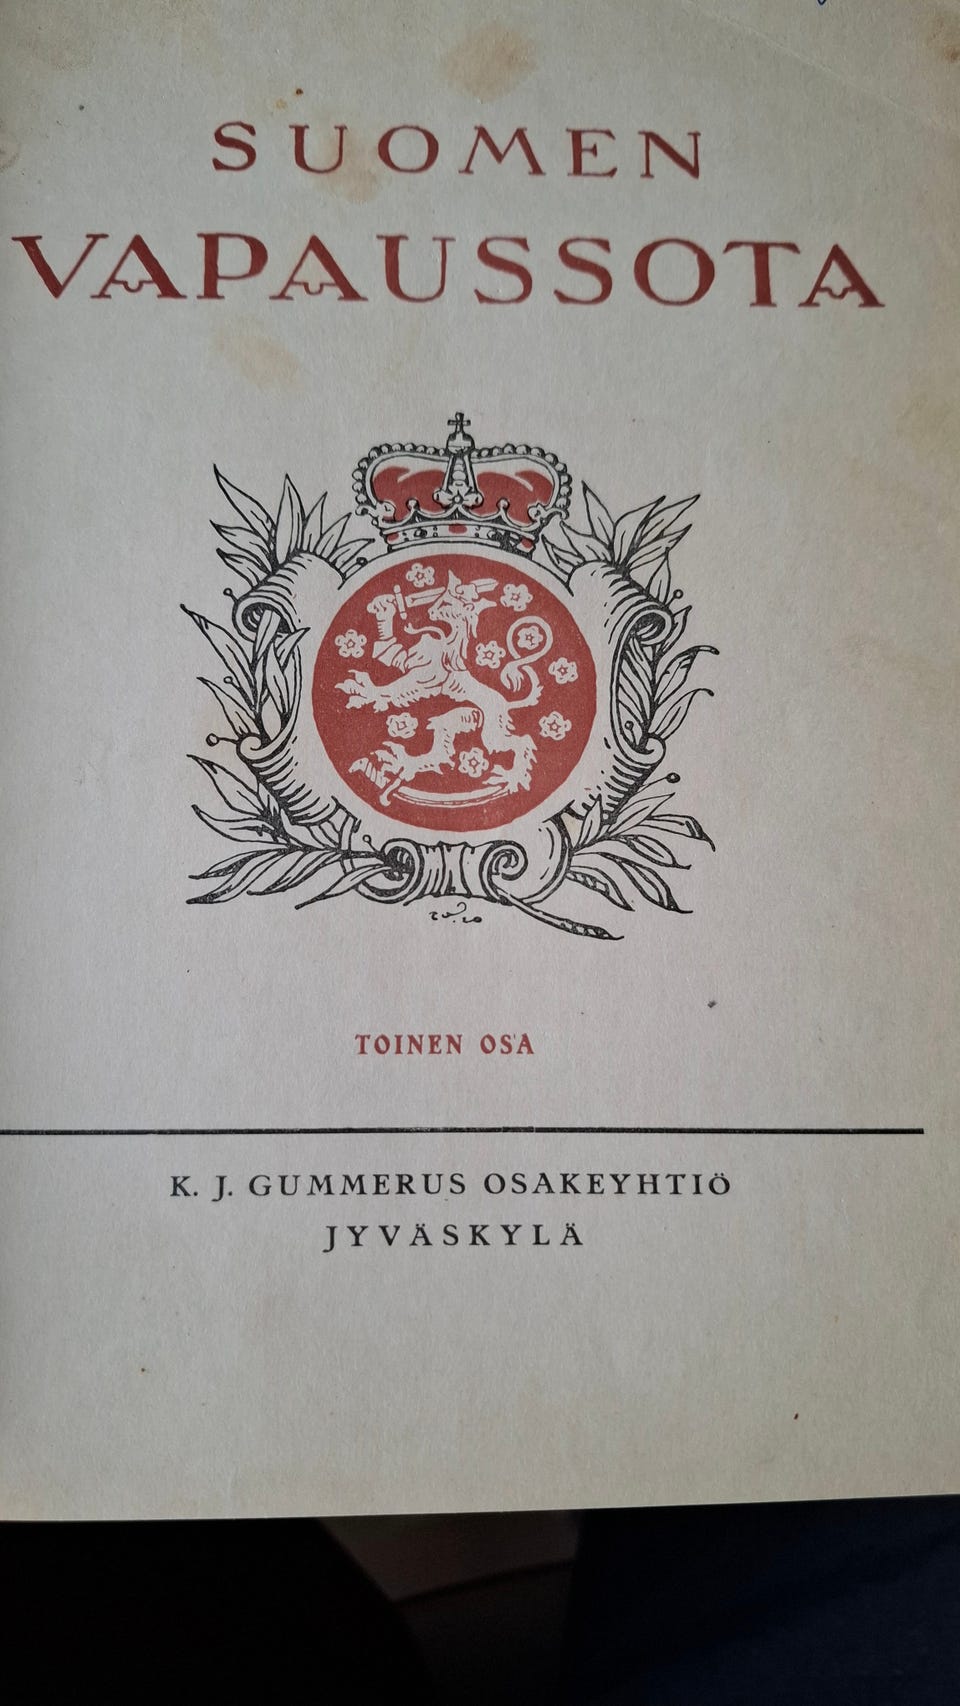 SUOMEN
VAPAUSSOTA
TOINEN OSA
K. J. GUMMERUS OSAKEYHTIÖ
JYVÄSKYLÄ